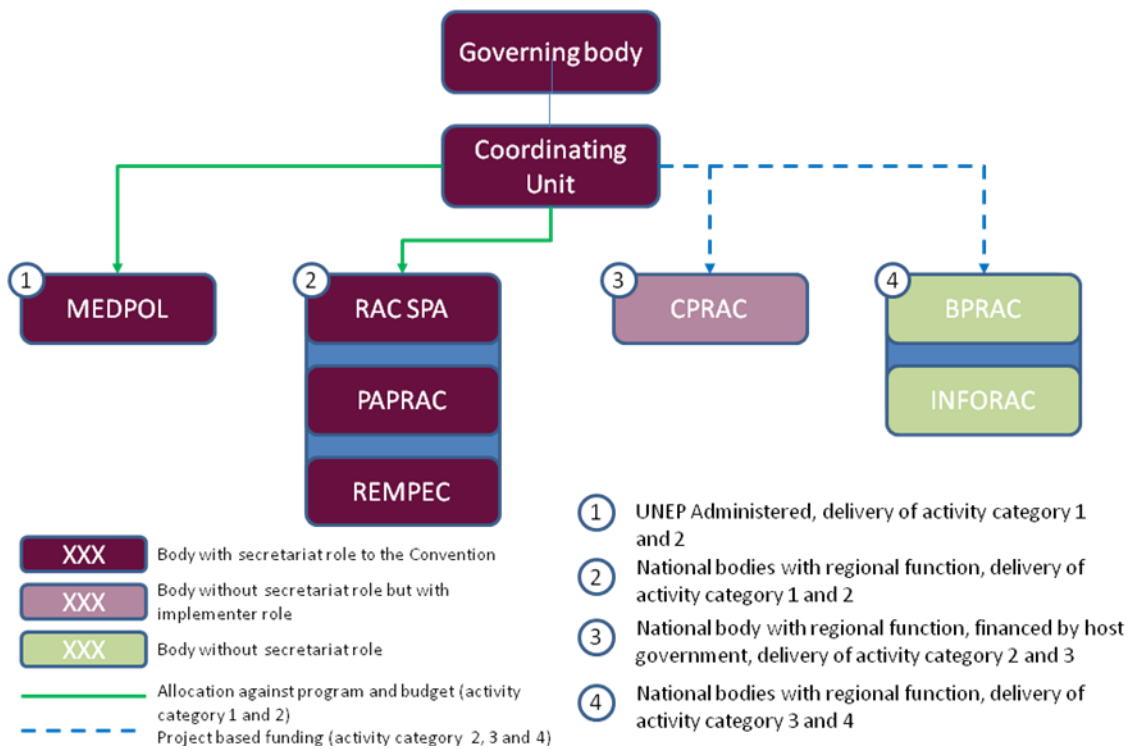 Governing body
Coordinating
Unit
1
MEDPOL
2
RAC SPA
PAPRAC
REMPEC
3
CPRAC
4
BPRAC
INFORAC
XXX
Body with secretariat role to the Convention
XXX
Body without secretariat role but with
implementer role
XXX
Body without secretariat role
Allocation against program and budget (activity
category 1 and 2)
Project based funding (activity category 2, 3 and 4)
1
UNEP Administered, delivery of activity category 1
and 2
2
National bodies with regional function, delivery of
activity category 1 and 2
3
National body with regional function, financed by host
government, delivery of activity category 2 and 3
4
National bodies with regional function, delivery of
activity category 3 and 4